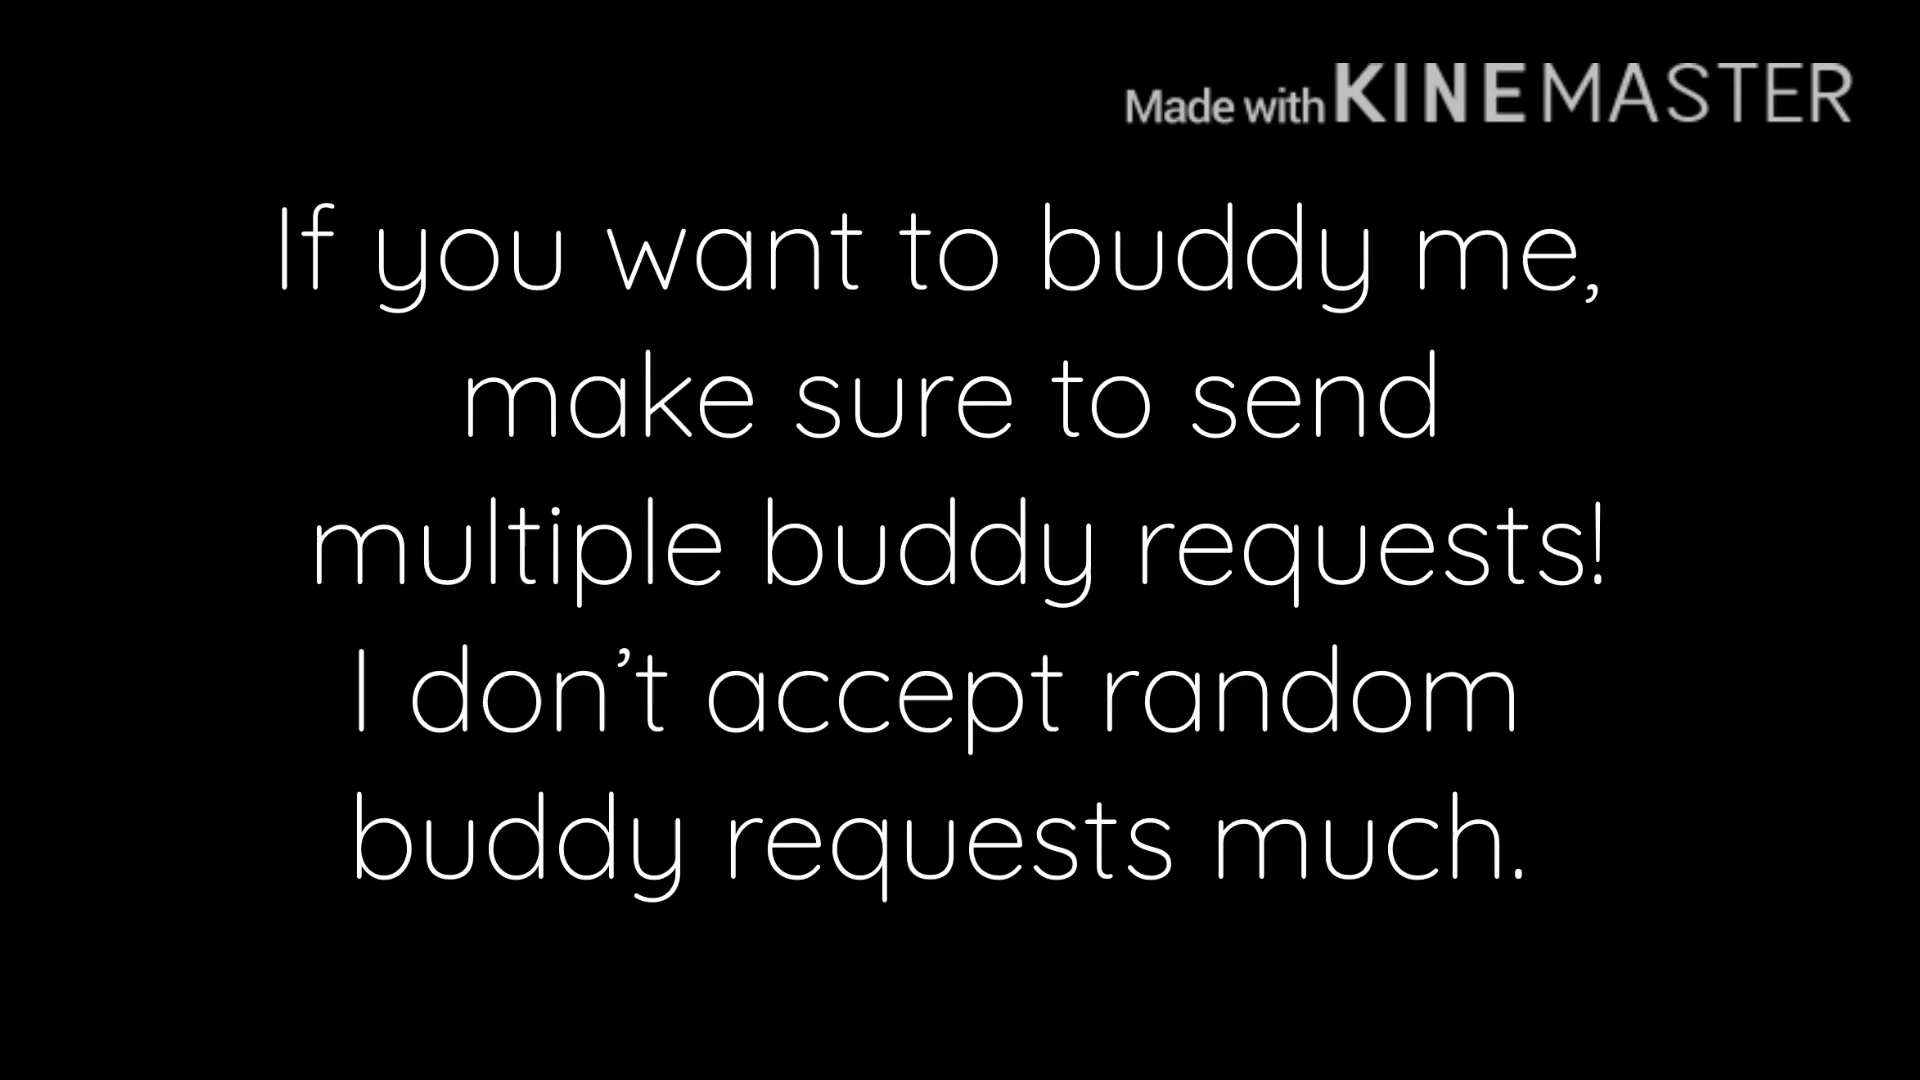 Made with KINEMASTER
If you want to buddy me,
make sure to send
multiple buddy requests!
I don’t accept random
buddy requests much.